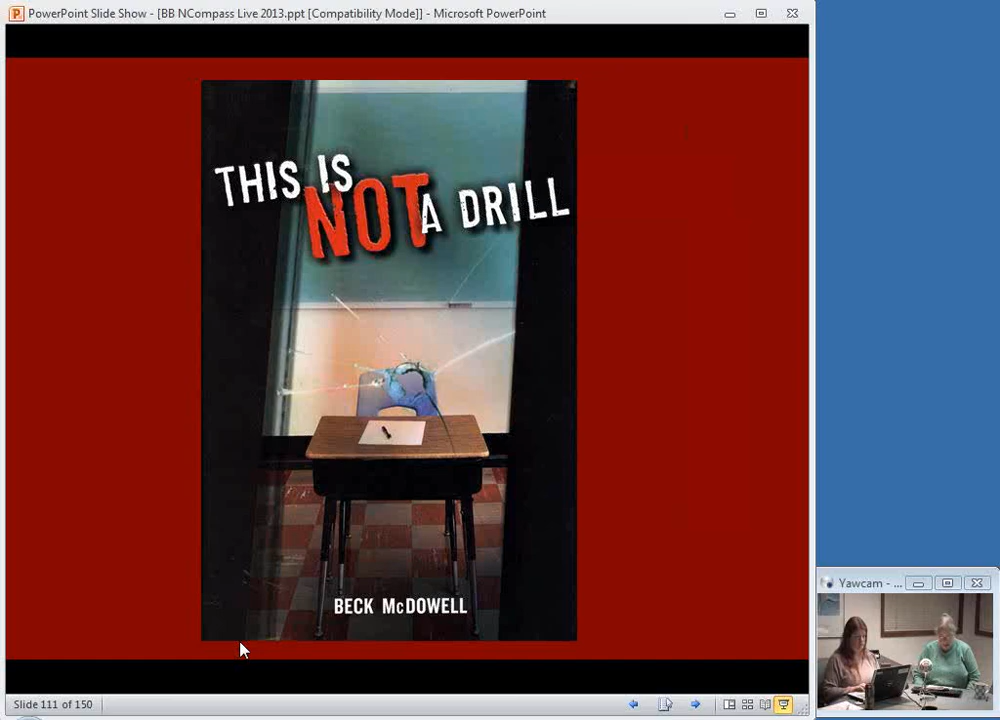 PowerPoint Slide Show - [BB NCompass Live 2013.ppt [Compatibility Mode]] - Microsoft PowerPoint
THIS IS
NOT A DRILL
BECK McDOWELL
Yawcam - ...
Slide 111 of 150